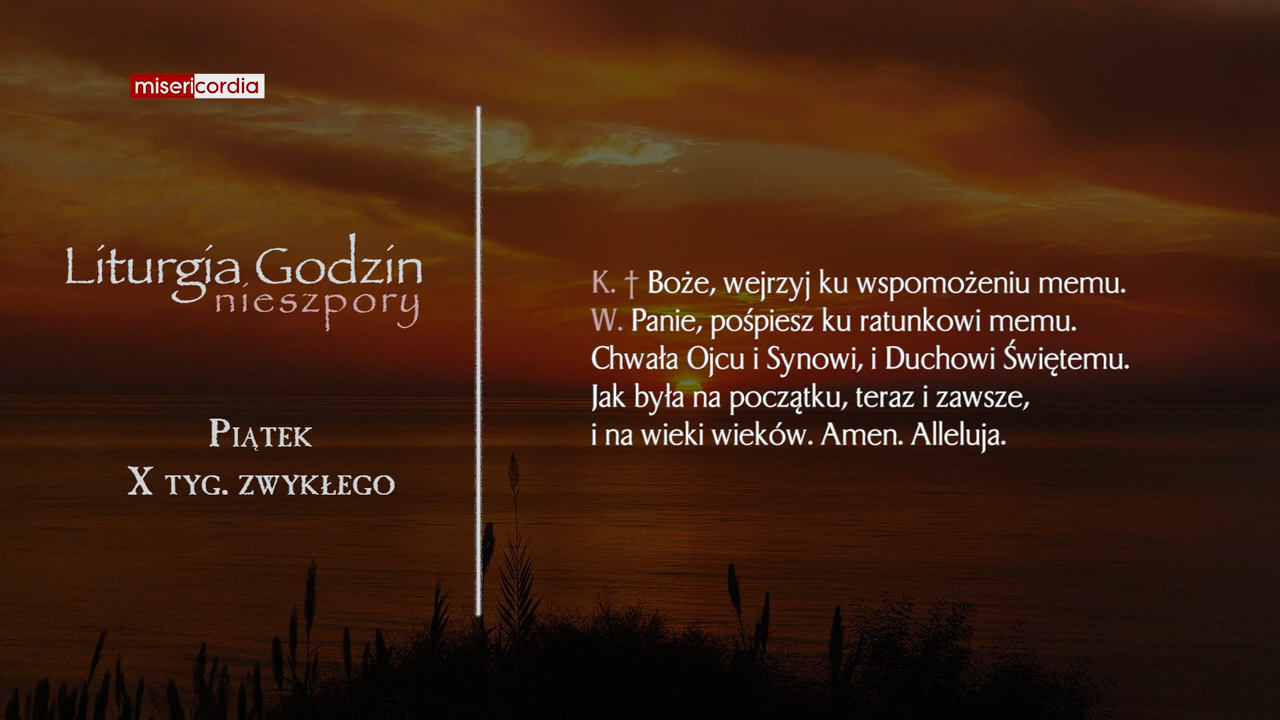 misericordia
Liturgia Godzin
nieszpory
Piątek
X tyg. zwykłego
K. † Boże, wejrzyj ku wspomożeniu memu.
W. Panie, pośpiesz ku ratunkowi memu.
Chwała Ojcu i Synowi, i Duchowi Świętemu.
Jak była na początku, teraz i zawsze,
i na wieki wieków. Amen. Alleluja.